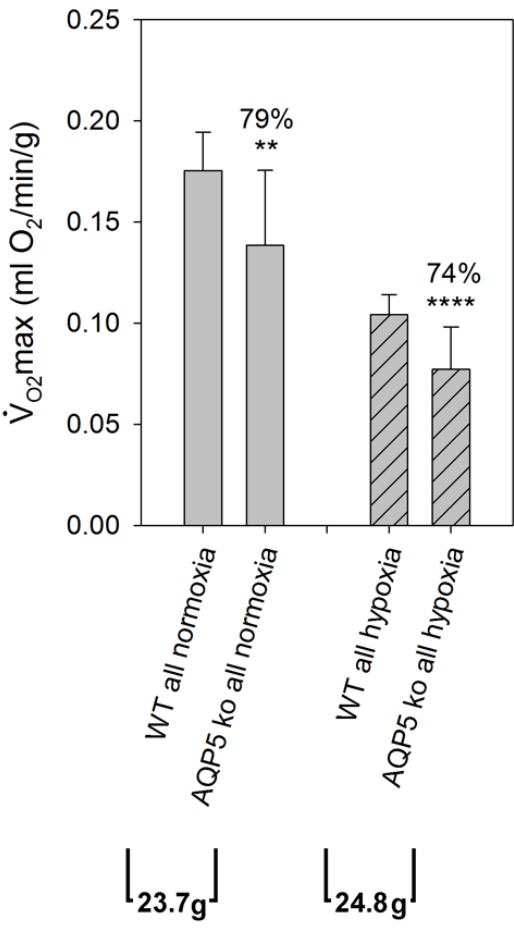 0.25
0.20
0.15
0.10
0.05
0.00
V̇O2max (ml O2/min/g)
79%
**
74%
****
WT all normoxia
AQP5 ko all normoxia
WT all hypoxia
AQP5 ko all hypoxia
23.7g
24.8g